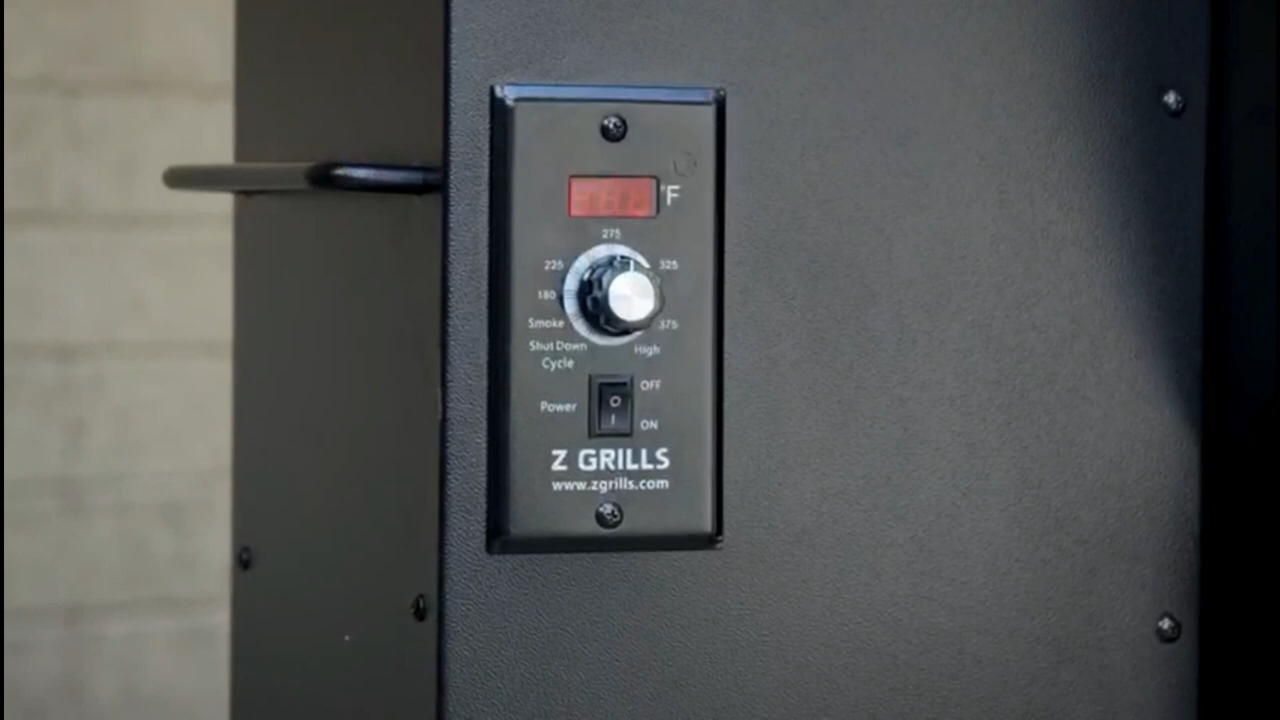 °F
275
225 325
180
Smoke 375
Shut Down High
Cycle
OFF
Power
ON
Z GRILLS
www.zgrills.com